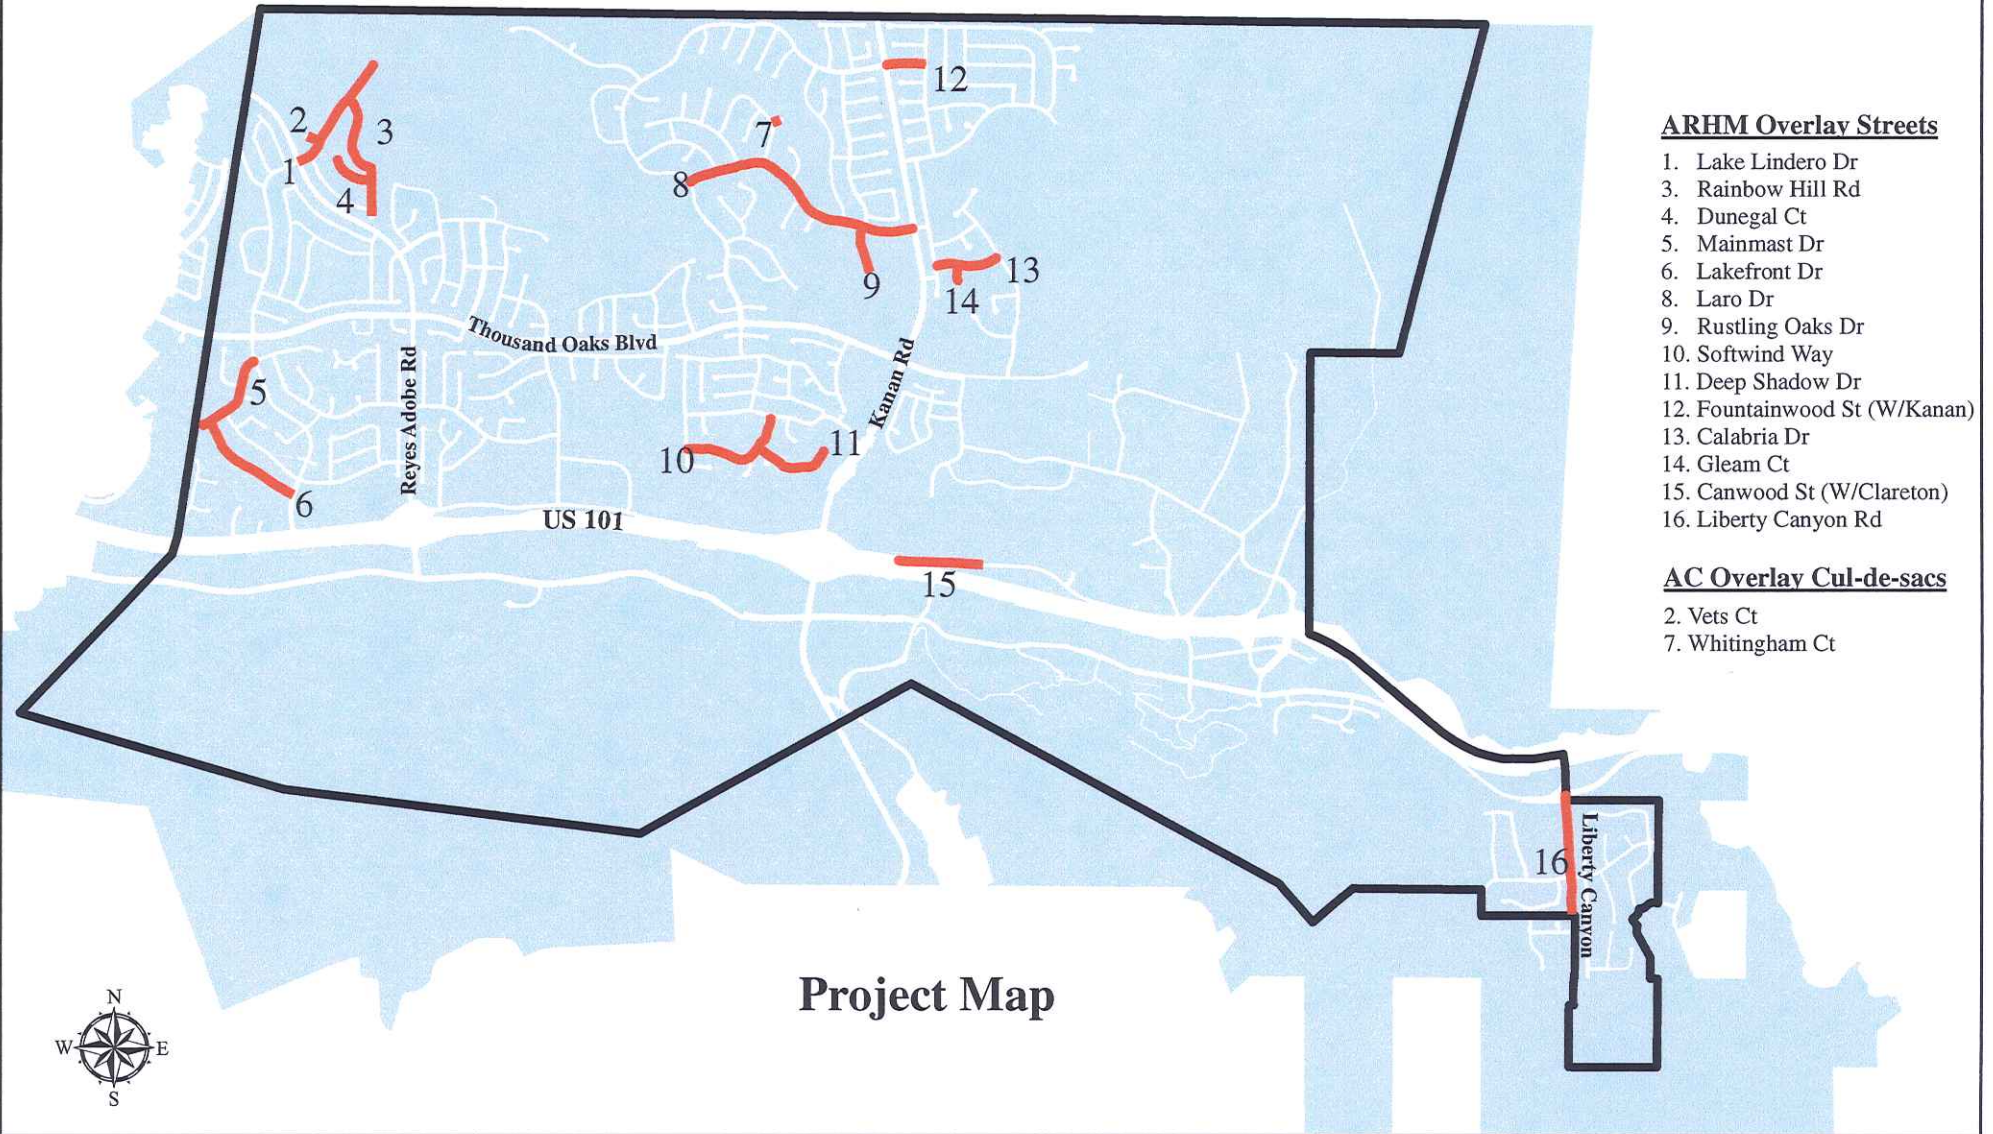 12
2
3
7
1
8
4
13
9
14
Thousand Oaks Blvd
Kanan Rd
Reyes Adobe Rd
5
11
10
6
US 101
15
16
Liberty Canyon
ARHM Overlay Streets
1. Lake Lindero Dr
3. Rainbow Hill Rd
4. Dunegal Ct
5. Mainmast Dr
6. Lakefront Dr
8. Laro Dr
9. Rustling Oaks Dr
10. Softwind Way
11. Deep Shadow Dr
12. Fountainwood St (W/Kanan)
13. Calabria Dr
14. Gleam Ct
15. Canwood St (W/Clareton)
16. Liberty Canyon Rd
AC Overlay Cul-de-sacs
2. Vets Ct
7. Whitingham Ct
Project Map
N
W E
S